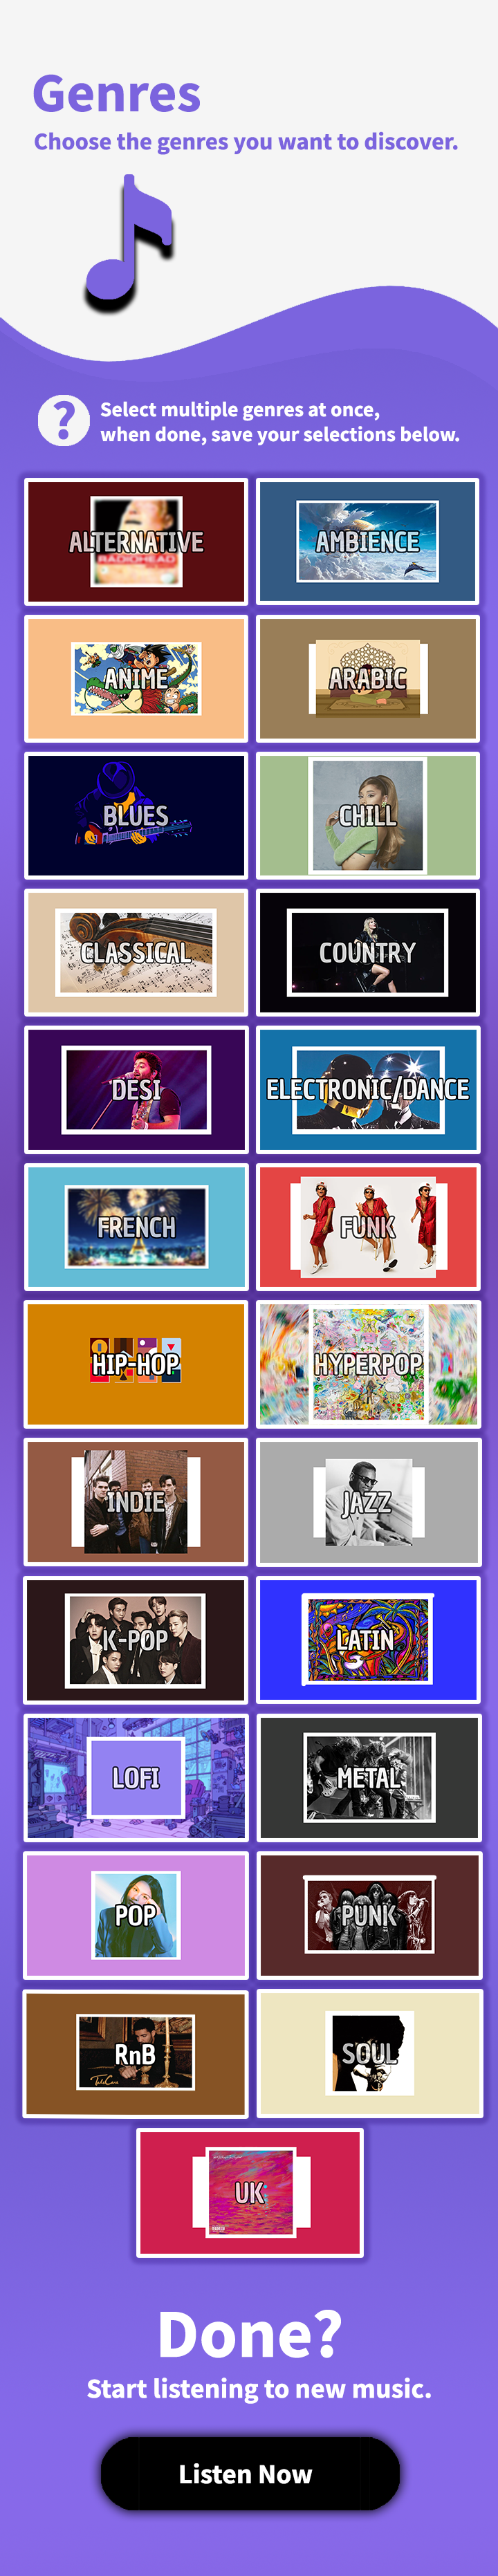 Genres
Choose the genres you want to discover.
?
Select multiple genres at once,
when done, save your selections below.
ALTERNATIVE
RADIOHEAD
AMBIENCE
ANIME
ARABIC
BLUES
CHILL
CLASSICAL
COUNTRY
DESI
ELECTRONIC/DANCE
FRENCH
FUNK
HIP-HOP
HYPERPOP
INDIE
JAZZ
K-POP
LATIN
LOFI
METAL
POP
PUNK
RnB
SOUL
UK
Done?
Start listening to new music.
Listen Now